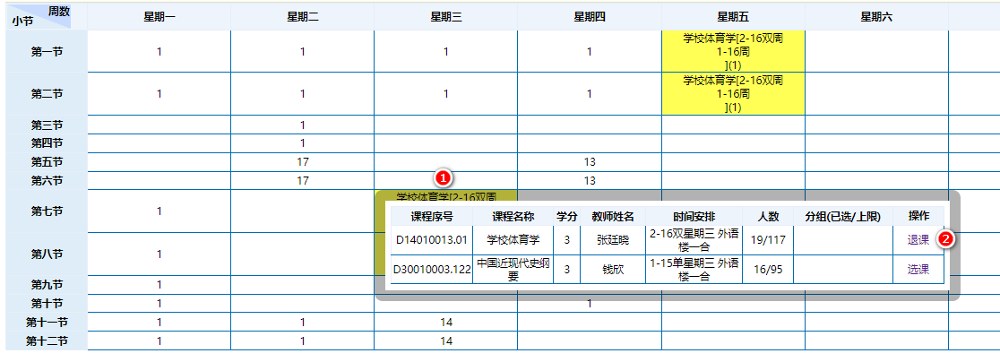 周数
小节
星期一 星期二 星期三 星期四 星期五 星期六
第一节 1 1 1 1 学校体育学[2-16双周
1-16周
](1)
第二节 1 1 1 1 学校体育学[2-16双周
1-16周
](1)
第三节 1
第四节 1
第五节 17 13
第六节 17 13
1
第七节 1 学校体育学[2-16双周
课程序号 课程名称 学分 教师姓名 时间安排 人数 分组(已选/上限) 操作
D14010013.01 学校体育学 3 张廷晓 2-16双星期三 外语
楼一合 19/117 退课 2
D30010003.122 中国近现代史纲
要 3 钱欣 1-15单星期三 外语
楼一合 16/95 选课
第八节 1
第九节 1
第十节 1 1
第十一节 1 1 14
第十二节 1 1 14